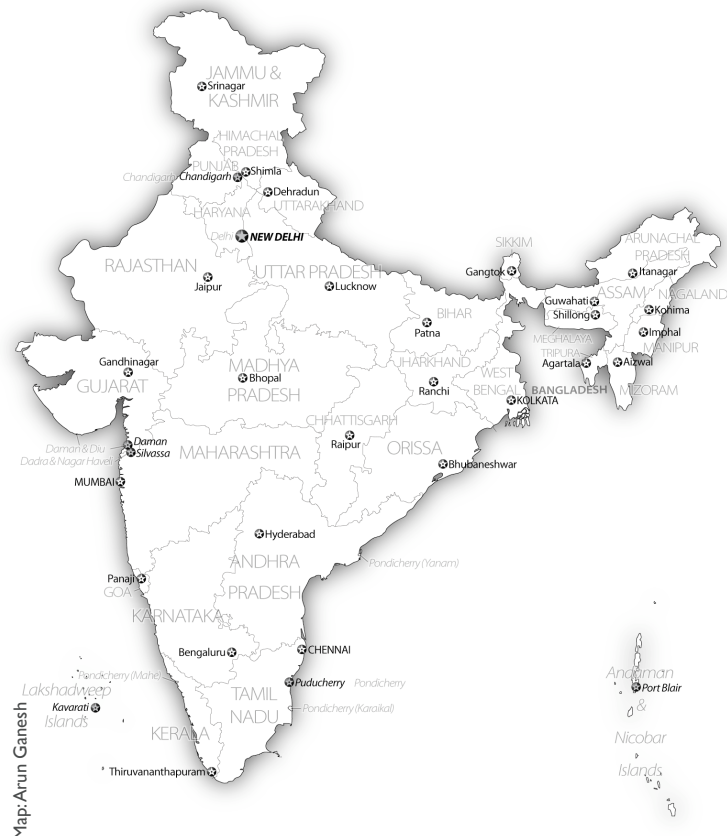 JAMMU &
KASHMIR
Srinagar
HIMACHAL
PRADESH
PUNJAB
Shimla
Chandigarh
Chandigarh
Dehradun
UTTARAKHAND
HARYANA
Delhi
NEW DELHI
RAJASTHAN
Jaipur
UTTAR PRADESH
Lucknow
SIKKIM
Gangtok
ARUNACHAL
PRADESH
Itanagar
Guwahati
ASSAM
NAGALAND
Shillong
Kohima
BIHAR
Patna
MEGHALAYA
Imphal
MANIPUR
TRIPURA
Agartala
Aizwal
MIZORAM
Gandhinagar
GUJARAT
MADHYA
PRADESH
Bhopal
JHARKHAND
Ranchi
WEST
BENGAL
BANGLADESH
KOLKATA
CHHATTISGARH
Raipur
ORISSA
Bhubaneshwar
Daman & Diu
Dadra & Nagar Haveli
Daman
Silvassa
MAHARASHTRA
MUMBAI
Hyderabad
ANDHRA
PRADESH
Pondicherry (Yanam)
Panaji
GOA
KARNATAKA
Bengaluru
CHENNAI
Pondicherry (Mahe)
Puducherry
Pondicherry
Lakshadweep
Kavarati
Islands
TAMIL
NADU
Pondicherry (Karaikal)
KERALA
Thiruvananthapuram
Andaman
Port Blair
&
Nicobar
Islands
Map: Arun Ganesh